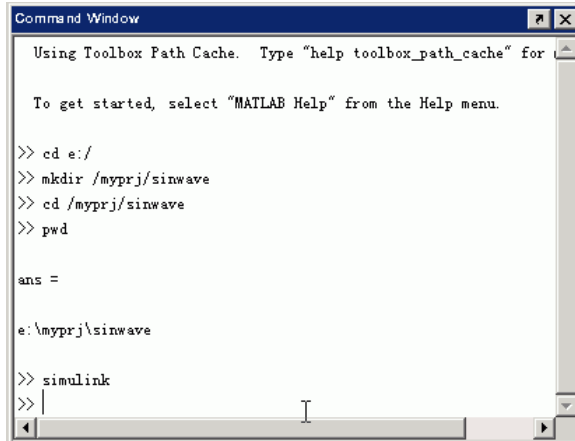 Command Window
Using Toolbox Path Cache. Type "help toolbox_path_cache" for
To get started, select "MATLAB Help" from the Help menu.
>> cd e:/
>> mkdir /myprj/sinwave
>> cd /myprj/sinwave
>> pwd
ans =
e:\myprj\sinwave
>> simulink
>>